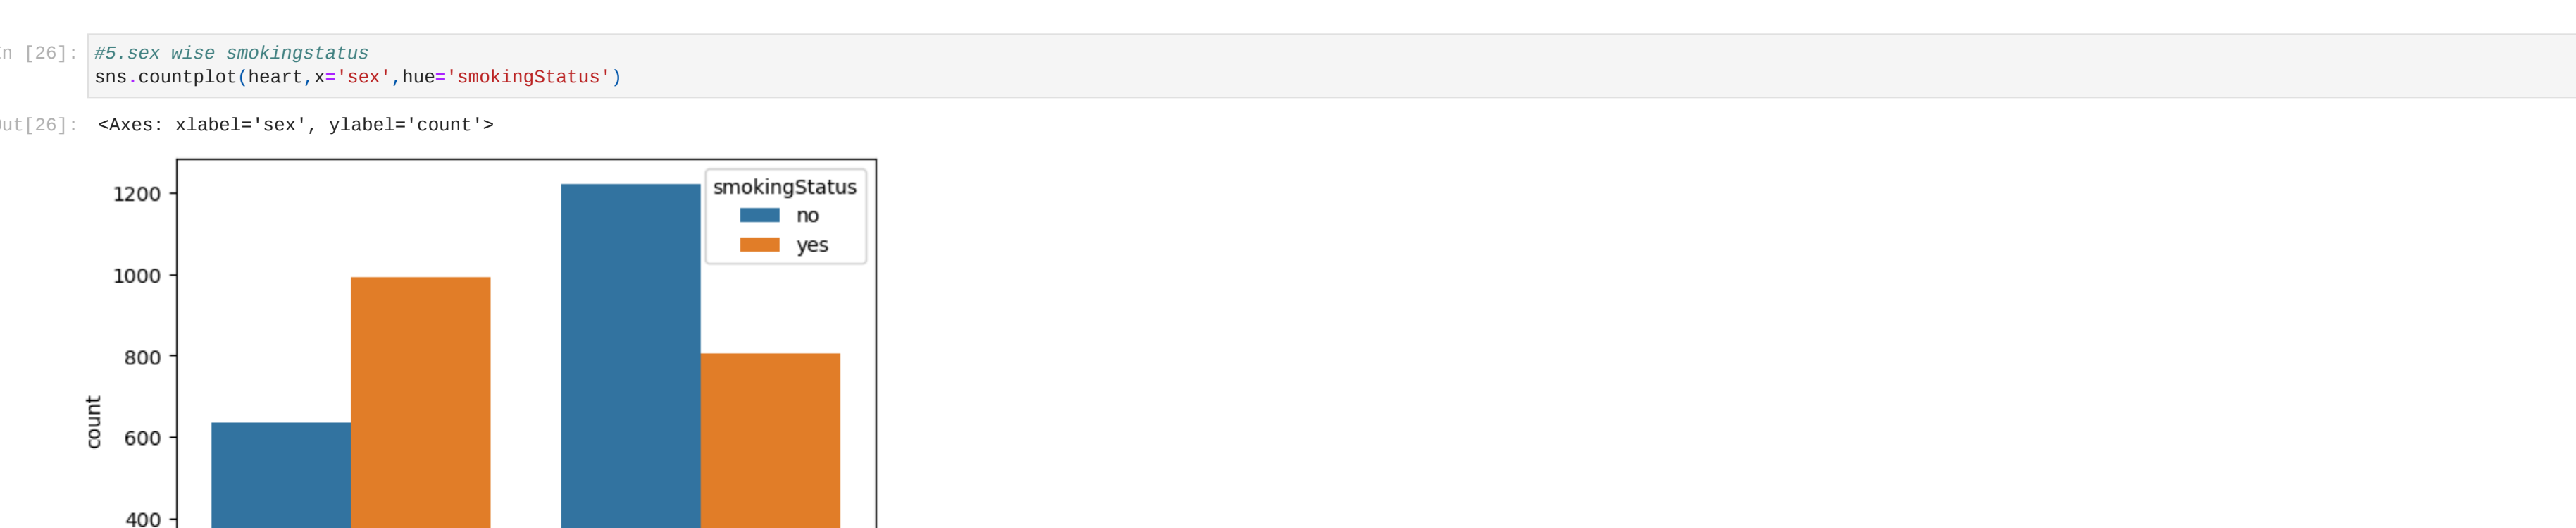 n [26]:
#5.sex wise smokingstatus
sns.countplot(heart,x='sex',hue='smokingStatus')
ut[26]:
<Axes: xlabel='sex', ylabel='count'>
smokingStatus
no
yes
1200
1000
800
600
400
count